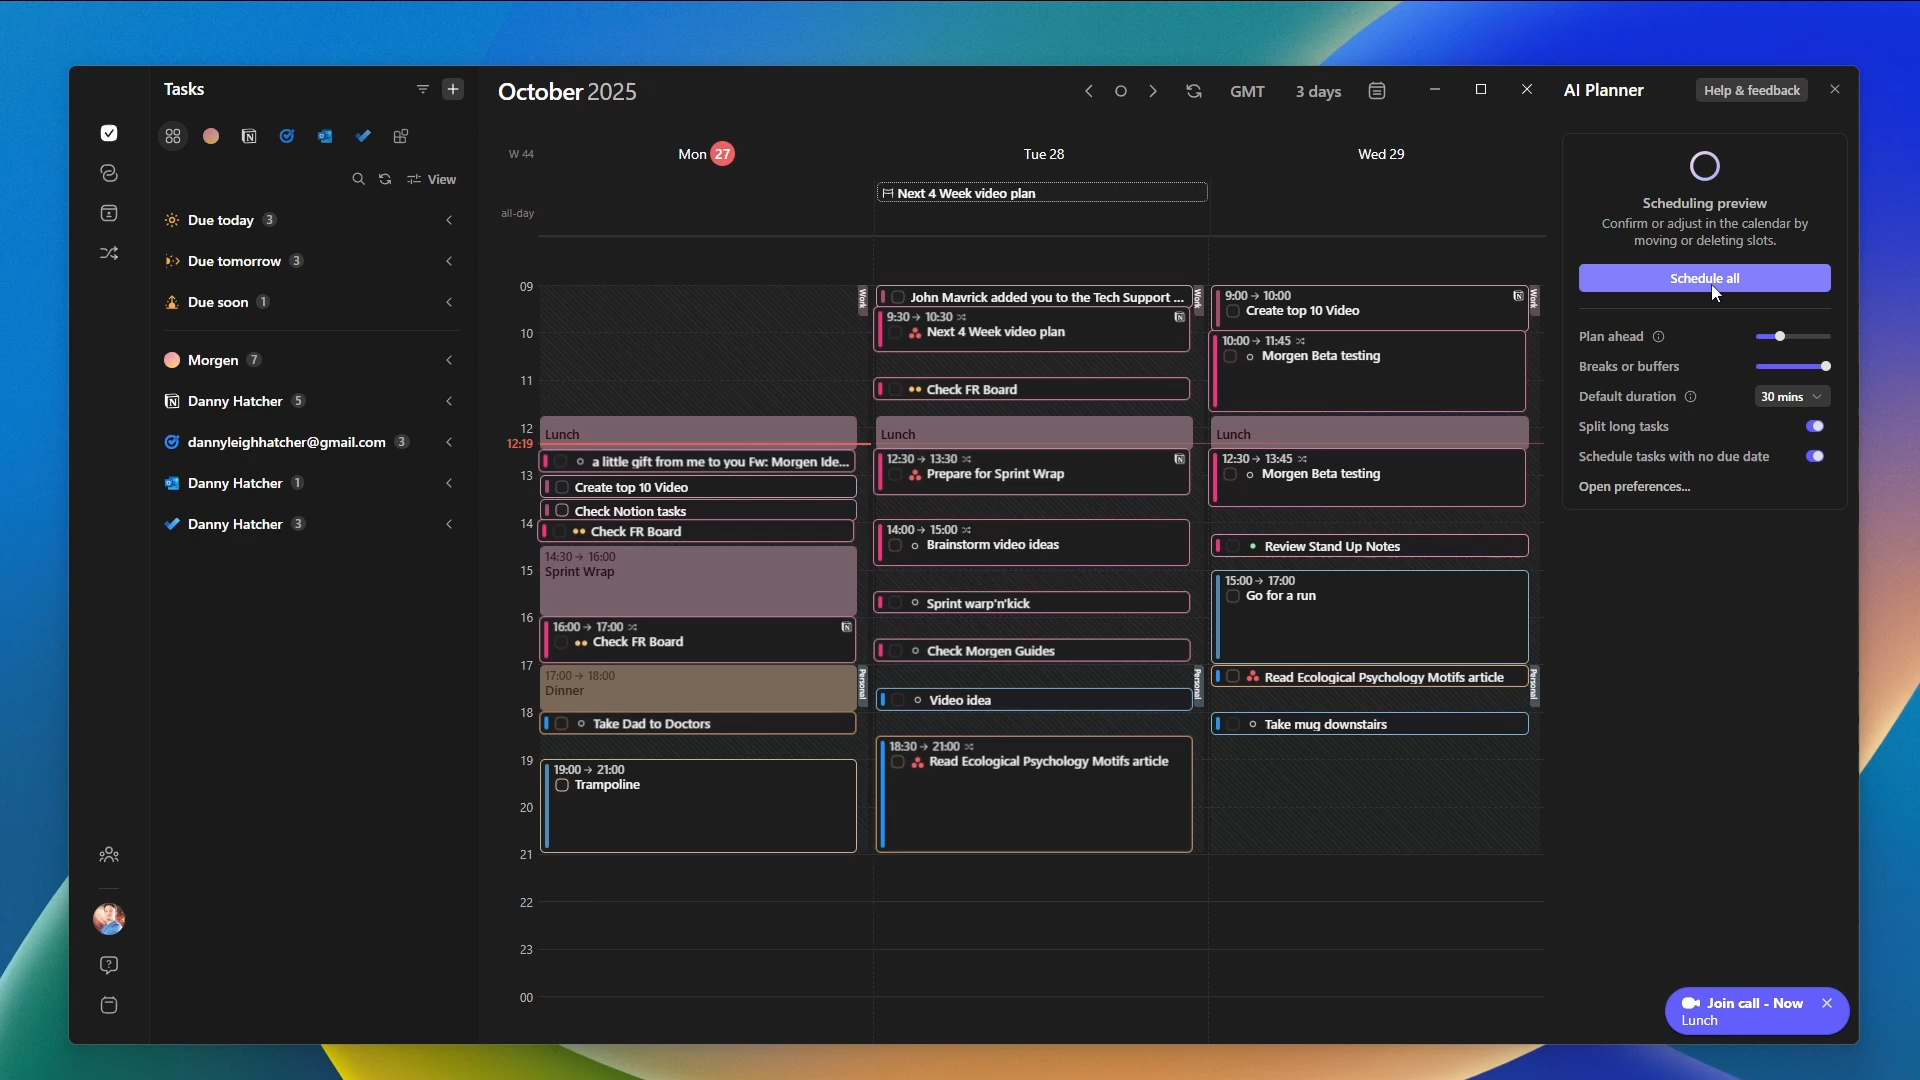 Tasks
View
Due today 3
Due tomorrow 3
Due soon 1
Morgen 7
Danny Hatcher 5
dannyleighhatcher@gmail.com 3
Danny Hatcher 1
Danny Hatcher 3
October 2025
GMT
3 days
W 44
Mon 27
Tue 28
Wed 29
all-day
Next 4 Week video plan
09
10
11
12
12:19
13
14
15
16
17
18
19
20
21
22
23
00
Work
Lunch
a little gift from me to you Fw: Morgen Ide...
Create top 10 Video
Check Notion tasks
Check FR Board
14:30 → 16:00
Sprint Wrap
16:00 → 17:00
Check FR Board
17:00 → 18:00
Dinner
Personal
Take Dad to Doctors
19:00 → 21:00
Trampoline
John Mavrick added you to the Tech Support ...
Work
9:30 → 10:30
Next 4 Week video plan
Check FR Board
Lunch
12:30 → 13:30
Prepare for Sprint Wrap
14:00 → 15:00
Brainstorm video ideas
Sprint warp'n'kick
Check Morgen Guides
Personal
Video idea
18:30 → 21:00
Read Ecological Psychology Motifs article
9:00 → 10:00
Create top 10 Video
Work
10:00 → 11:45
Morgen Beta testing
Lunch
12:30 → 13:45
Morgen Beta testing
Review Stand Up Notes
15:00 → 17:00
Go for a run
Read Ecological Psychology Motifs article
Personal
Take mug downstairs
AI Planner
Help & feedback
Scheduling preview
Confirm or adjust in the calendar by
moving or deleting slots.
Schedule all
Plan ahead
Breaks or buffers
Default duration 30 mins
Split long tasks
Schedule tasks with no due date
Open preferences...
Join call - Now
Lunch